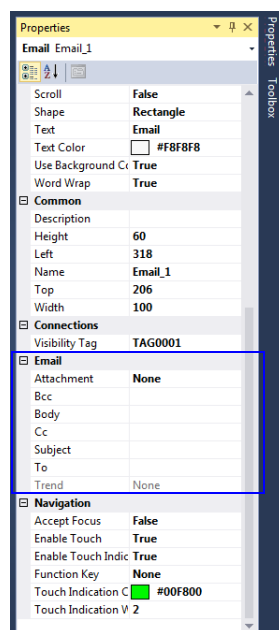 Properties
Email Email_1
Scroll False
Shape Rectangle
Text Email
Text Color #F8F8F8
Use Background Cc True
Word Wrap True
Common
Description
Height 60
Left 318
Name Email_1
Top 206
Width 100
Connections
Visibility Tag TAG0001
Email
Attachment None
Bcc
Body
Cc
Subject
To
Trend None
Navigation
Accept Focus False
Enable Touch True
Enable Touch Indic True
Function Key None
Touch Indication C #00F800
Touch Indication W 2
Properties
Toolbox